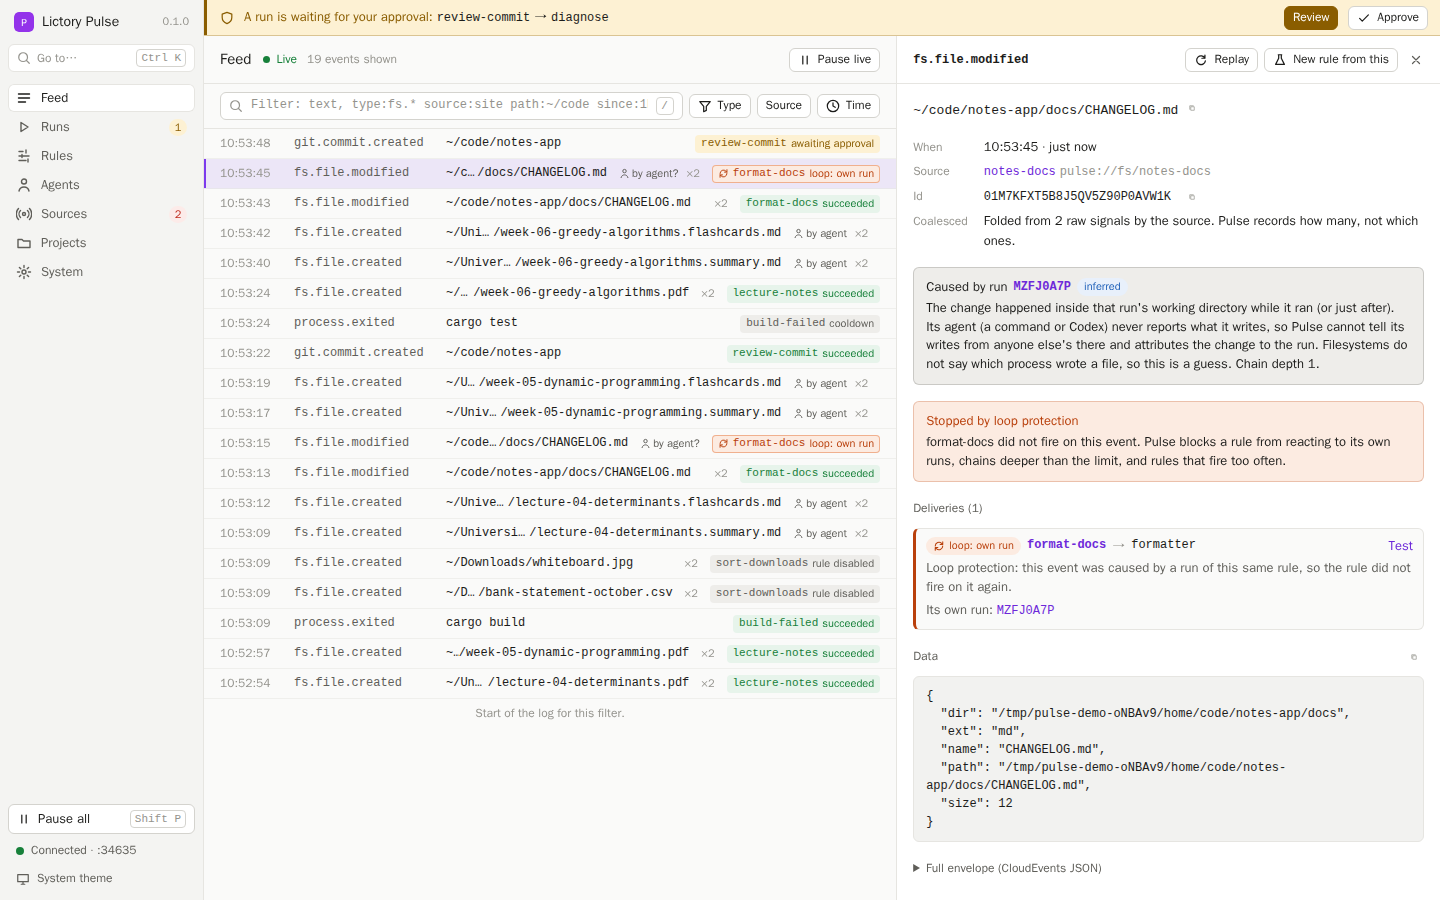 P Lictory Pulse 0.1.0
Go to··· Ctrl K
Feed
Runs 1
Rules
Agents
Sources 2
Projects
System
Pause all Shift P
Connected · :34635
System theme
A run is waiting for your approval: review-commit → diagnose
Review Approve
Feed Live 19 events shown Pause live
Filter: text, type:fs.* source:site path:~/code since:1 / Type Source Time
10:53:48 git.commit.created ~/code/notes-app review-commit awaiting approval
10:53:45 fs.file.modified ~/c… /docs/CHANGELOG.md by agent? ×2 format-docs loop: own run
10:53:43 fs.file.modified ~/code/notes-app/docs/CHANGELOG.md ×2 format-docs succeeded
10:53:42 fs.file.created ~/Uni… /week-06-greedy-algorithms.flashcards.md by agent ×2
10:53:40 fs.file.created ~/Univer… /week-06-greedy-algorithms.summary.md by agent ×2
10:53:24 fs.file.created ~/… /week-06-greedy-algorithms.pdf ×2 lecture-notes succeeded
10:53:24 process.exited cargo test build-failed cooldown
10:53:22 git.commit.created ~/code/notes-app review-commit succeeded
10:53:19 fs.file.created ~/U… /week-05-dynamic-programming.flashcards.md by agent ×2
10:53:17 fs.file.created ~/Univ… /week-05-dynamic-programming.summary.md by agent ×2
10:53:15 fs.file.modified ~/code… /docs/CHANGELOG.md by agent? format-docs loop: own run
10:53:13 fs.file.modified ~/code/notes-app/docs/CHANGELOG.md ×2 format-docs succeeded
10:53:12 fs.file.created ~/Unive… /lecture-04-determinants.flashcards.md by agent ×2
10:53:09 fs.file.created ~/Universi… /lecture-04-determinants.summary.md by agent ×2
10:53:09 fs.file.created ~/Downloads/whiteboard.jpg ×2 sort-downloads rule disabled
10:53:09 fs.file.created ~/D… /bank-statement-october.csv ×2 sort-downloads rule disabled
10:53:09 process.exited cargo build build-failed succeeded
10:52:57 fs.file.created ~…/week-05-dynamic-programming.pdf ×2 lecture-notes succeeded
10:52:54 fs.file.created ~/Un… /lecture-04-determinants.pdf ×2 lecture-notes succeeded
Start of the log for this filter.
fs.file.modified Replay New rule from this
~/code/notes-app/docs/CHANGELOG.md
When 10:53:45 · just now
Source notes-docs pulse://fs/notes-docs
Id 01M7KFXT5B8J5QV5Z90P0AVW1K
Coalesced Folded from 2 raw signals by the source. Pulse records how many, not which
ones.
Caused by run MZFJ0A7P inferred
The change happened inside that run's working directory while it ran (or just after).
Its agent (a command or Codex) never reports what it writes, so Pulse cannot tell its
writes from anyone else's there and attributes the change to the run. Filesystems do
not say which process wrote a file, so this is a guess. Chain depth 1.
Stopped by loop protection
format-docs did not fire on this event. Pulse blocks a rule from reacting to its own
runs, chains deeper than the limit, and rules that fire too often.
Deliveries (1)
loop: own run format-docs → formatter Test
Loop protection: this event was caused by a run of this same rule, so the rule did not
fire on it again.
Its own run: MZFJ0A7P
Data
{
"dir": "/tmp/pulse-demo-oNBAv9/home/code/notes-app/docs",
"ext": "md",
"name": "CHANGELOG.md",
"path": "/tmp/pulse-demo-oNBAv9/home/code/notes-
app/docs/CHANGELOG.md",
"size": 12
}
Full envelope (CloudEvents JSON)